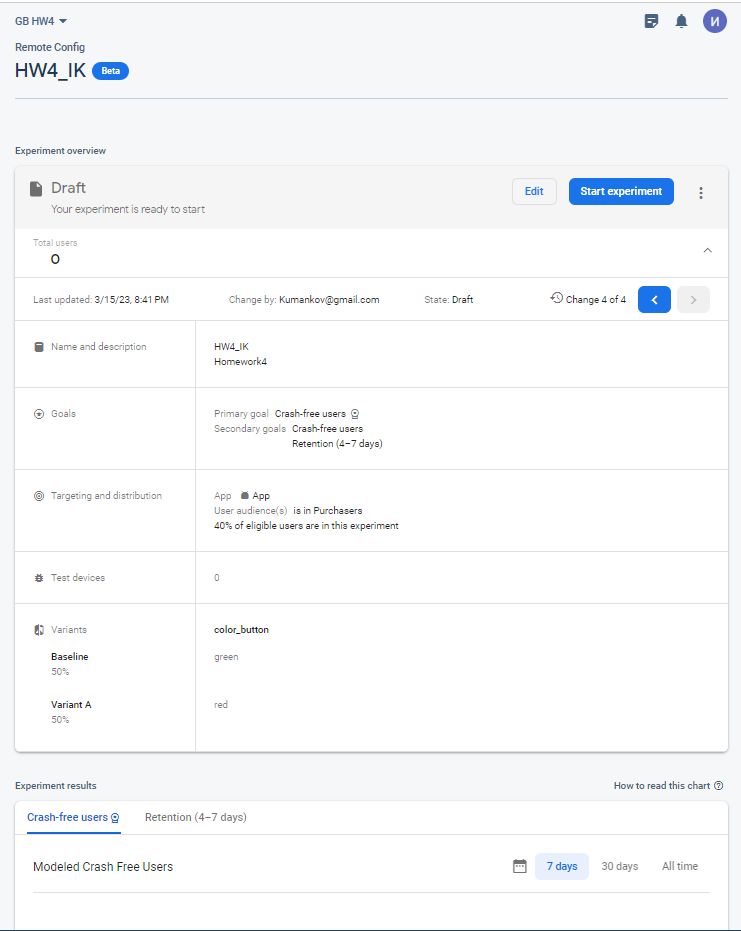 GB HW4
И
Remote Config
HW4_IK Beta
Experiment overview
Draft
Edit
Start experiment
Your experiment is ready to start
Total users
0
Last updated: 3/15/23, 8:41 PM
Change by: Kumankov@gmail.com
State: Draft
Change 4 of 4
Name and description
HW4_IK
Homework4
Goals
Primary goal Crash-free users
Secondary goals Crash-free users
Retention (4–7 days)
Targeting and distribution
App App
User audience(s) is in Purchasers
40% of eligible users are in this experiment
Test devices
0
Variants
color_button
Baseline
green
50%
Variant A
red
50%
Experiment results
How to read this chart
Crash-free users
Retention (4–7 days)
Modeled Crash Free Users
7 days
30 days
All time